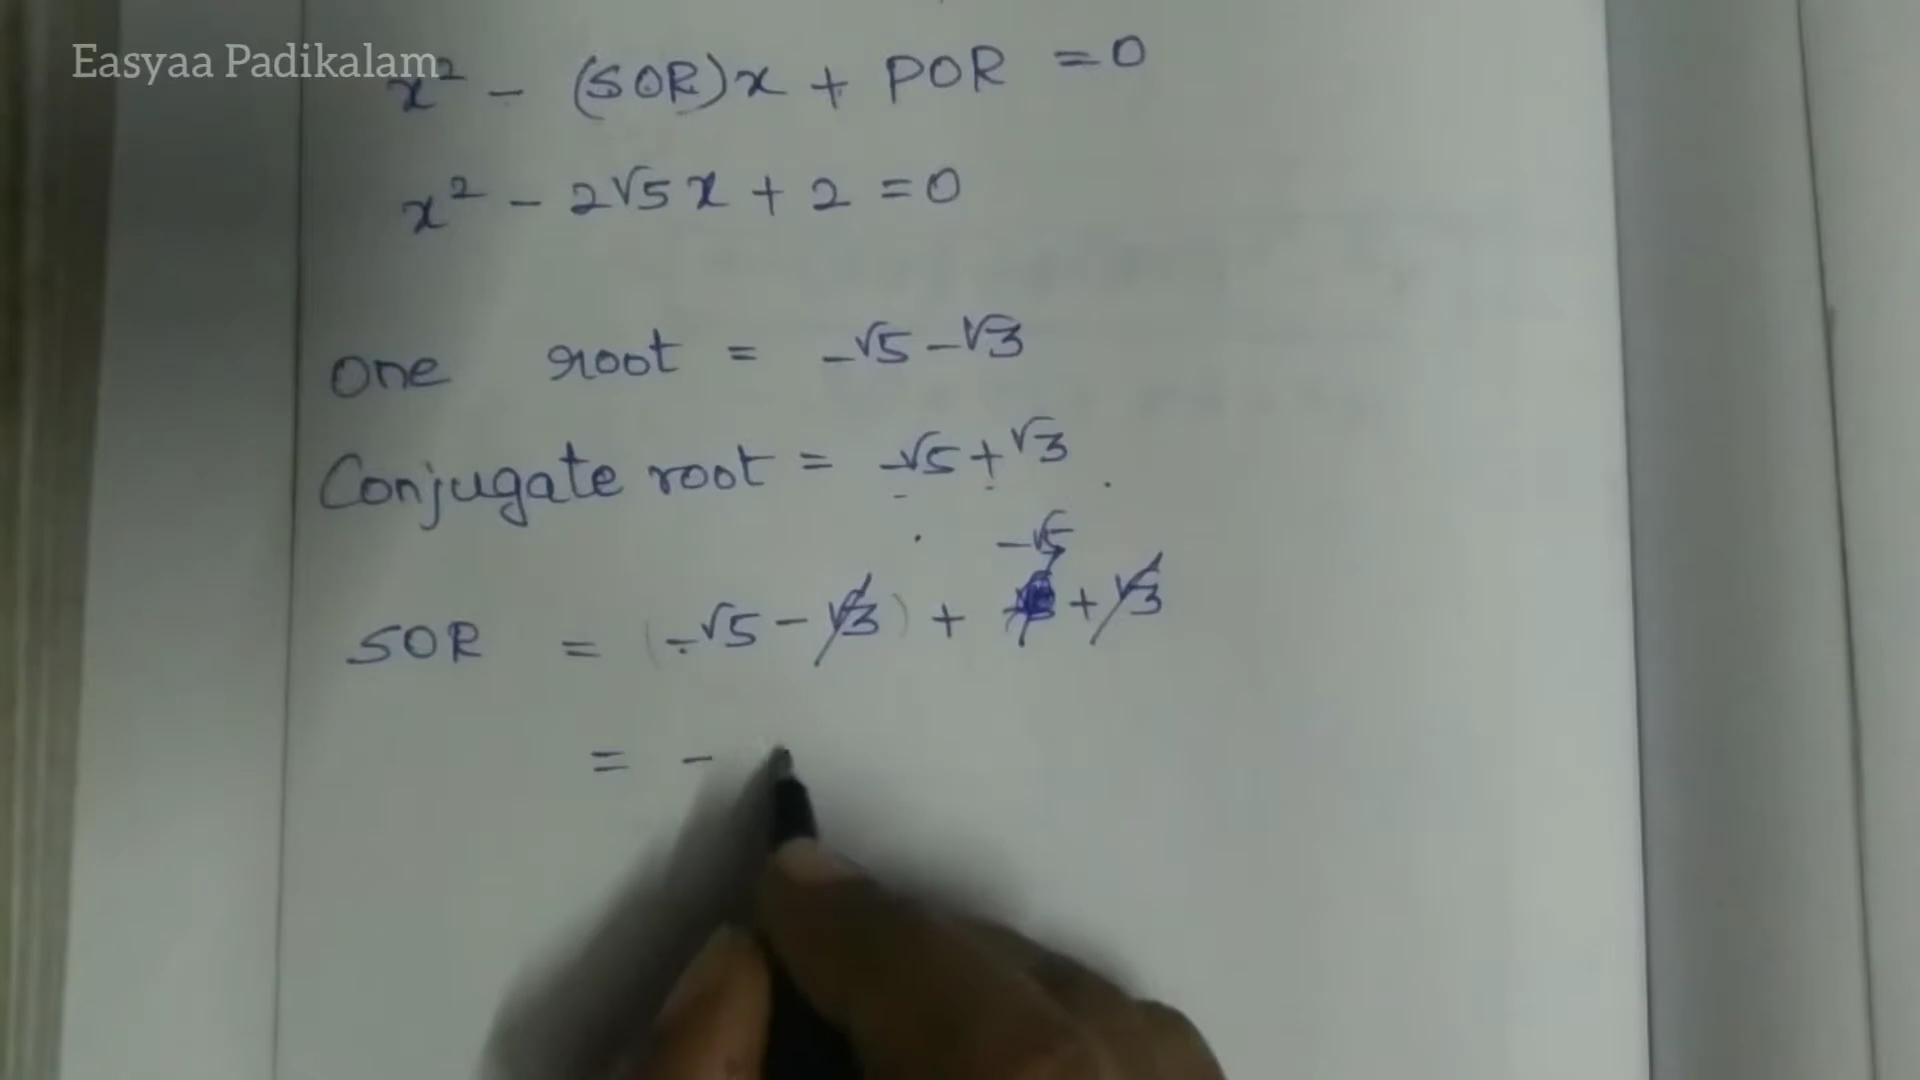 Easyaa Padikalam
x² - (SOR)x + POR = 0
x² - 2√5 x + 2 = 0
One root = -√5 - √3
Conjugate root = -√5 + √3
-√5
SOR = (-√5 - √3) + + √3
= -